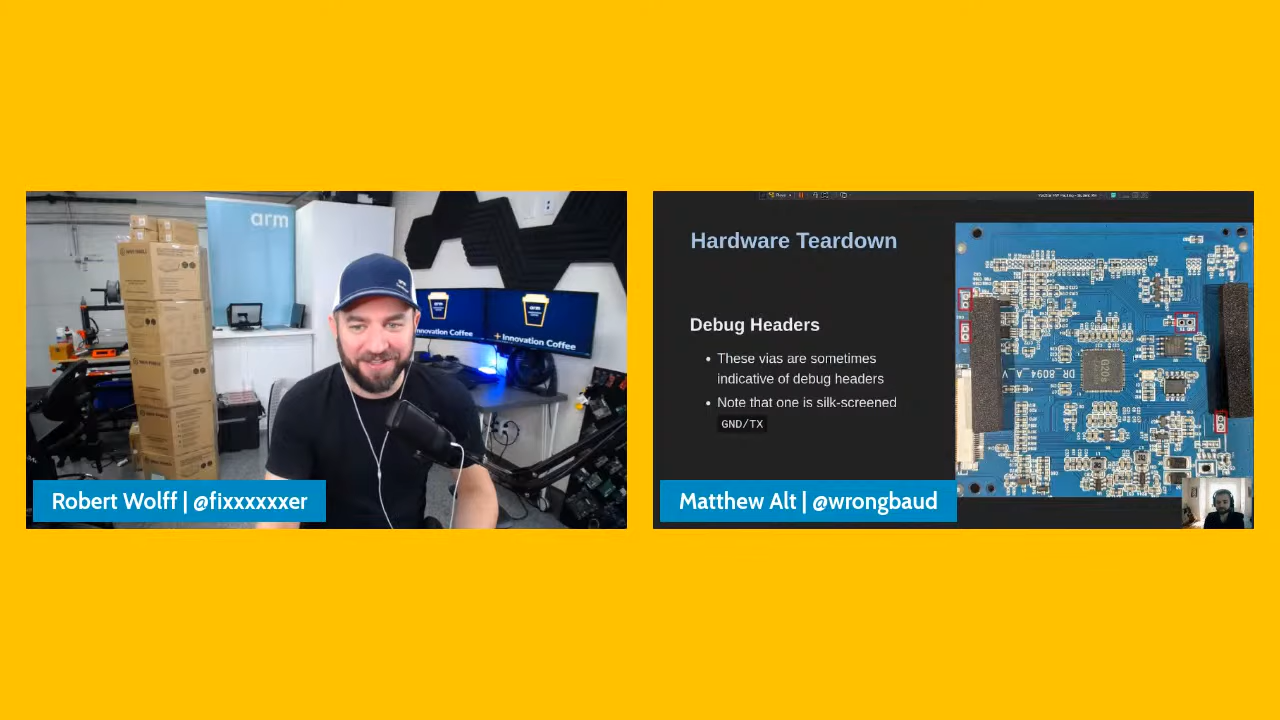 arm
Innovation Coffee
Innovation Coffee
Robert Wolff | @fixxxxxxer
Hardware Teardown
Debug Headers
• These vias are sometimes
indicative of debug headers
• Note that one is silk-screened
GND/TX
DR_8094
Matthew Alt | @wrongbaud